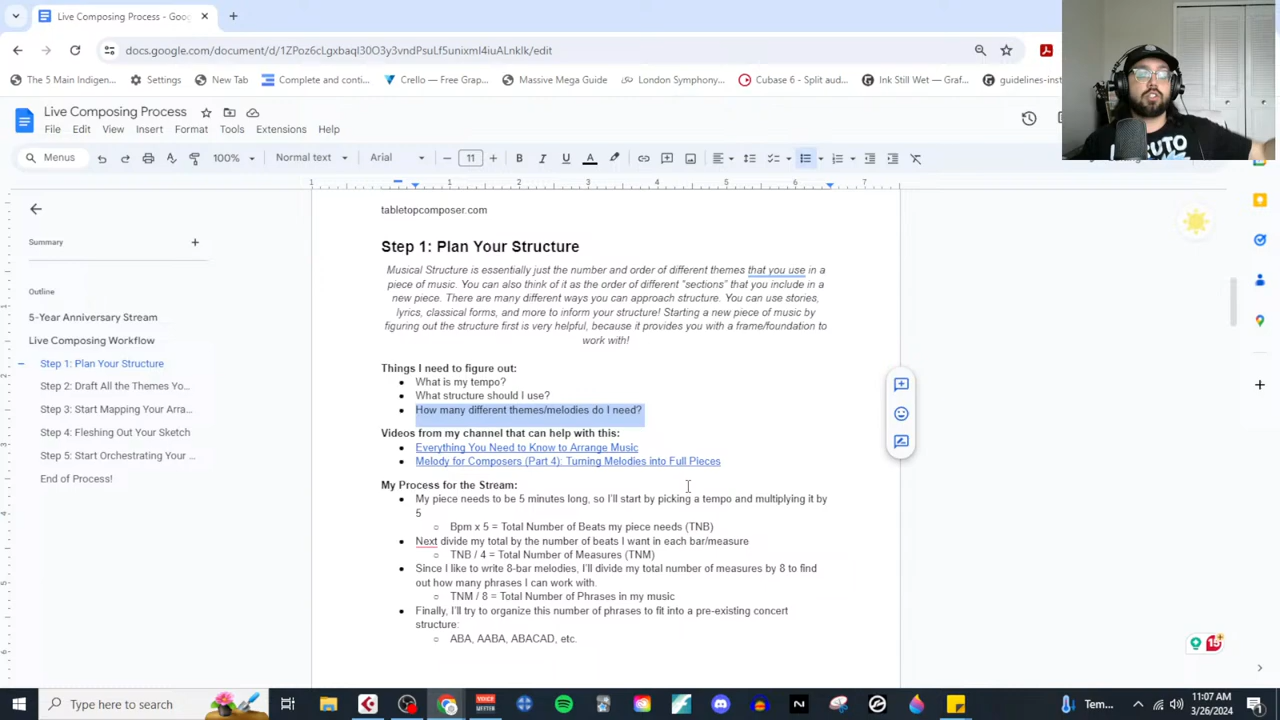 Live Composing Process - Goo
docs.google.com/document/d/1ZPoz6cLgxbaql30O3y3vndPsuLf5unixmI4iuALnkIk/edit
The 5 Main Indigen...
Settings
New Tab
Complete and conti...
Crello — Free Grap...
Massive Mega Guide
London Symphony...
Cubase 6 - Split aud...
Ink Still Wet — Graf...
guidelines-inst
Live Composing Process
File Edit View Insert Format Tools Extensions Help
Menus 100% Normal text Arial 11
1 1 2 3 4 5 6 7
tabletopcomposer.com
Summary
Outline
5-Year Anniversary Stream
Live Composing Workflow
Step 1: Plan Your Structure
Step 2: Draft All the Themes Yo...
Step 3: Start Mapping Your Arra...
Step 4: Fleshing Out Your Sketch
Step 5: Start Orchestrating Your ...
End of Process!
Step 1: Plan Your Structure
Musical Structure is essentially just the number and order of different themes that you use in a
piece of music. You can also think of it as the order of different "sections" that you include in a
new piece. There are many different ways you can approach structure. You can use stories,
lyrics, classical forms, and more to inform your structure! Starting a new piece of music by
figuring out the structure first is very helpful, because it provides you with a frame/foundation to
work with!
Things I need to figure out:
What is my tempo?
What structure should I use?
How many different themes/melodies do I need?
Videos from my channel that can help with this:
Everything You Need to Know to Arrange Music
Melody for Composers (Part 4): Turning Melodies into Full Pieces
My Process for the Stream:
My piece needs to be 5 minutes long, so I'll start by picking a tempo and multiplying it by
5
Bpm x 5 = Total Number of Beats my piece needs (TNB)
Next divide my total by the number of beats I want in each bar/measure
TNB / 4 = Total Number of Measures (TNM)
Since I like to write 8-bar melodies, I'll divide my total number of measures by 8 to find
out how many phrases I can work with.
TNM / 8 = Total Number of Phrases in my music
Finally, I'll try to organize this number of phrases to fit into a pre-existing concert
structure:
ABA, AABA, ABACAD, etc.
15
Type here to search
Tem...
11:07 AM
3/26/2024